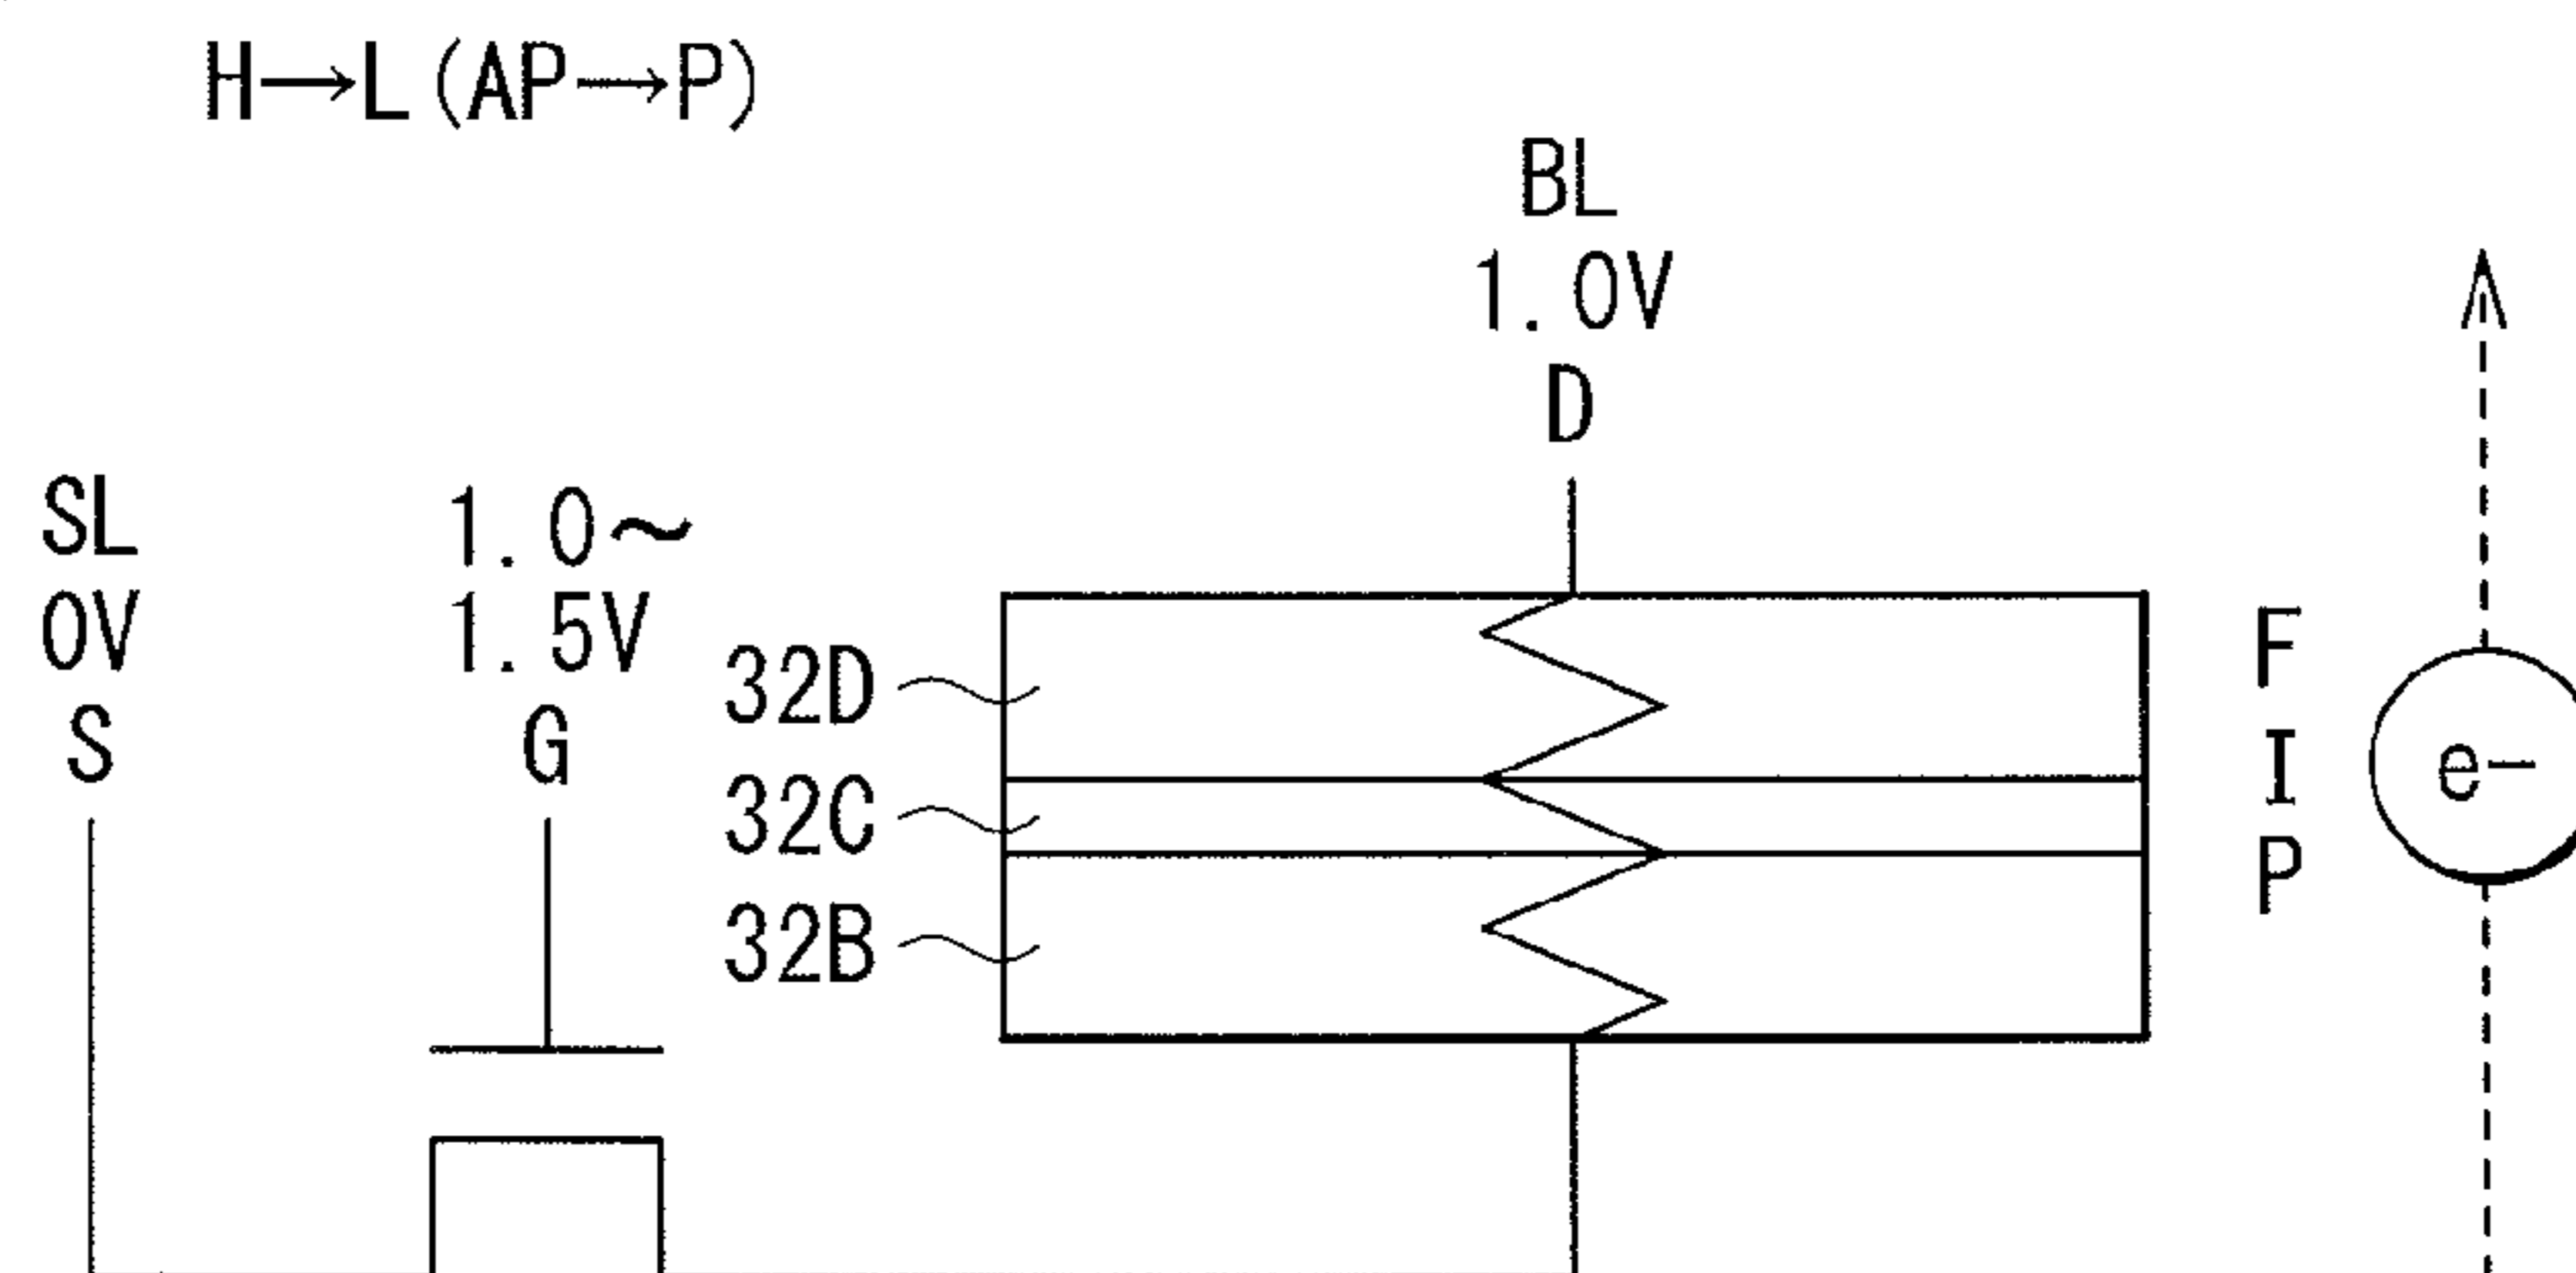 H→L(AP→P)
BL
1.0V
D
SL
0V
S
1.0~
1.5V
G
32D
32C
32B
F
I
P
e−